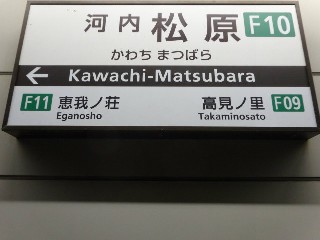 河内松原 F10
かわち まつばら
← Kawachi-Matsubara
F11 恵我ノ荘 高見ノ里 F09
Eganosho Takaminosato